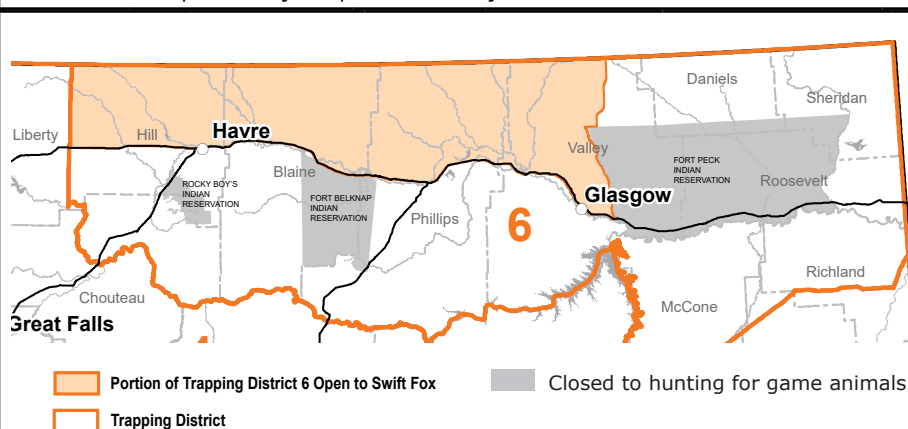 Daniels
Sheridan
Liberty
Hill
Havre
Valley
Blaine
ROCKY BOY'S
INDIAN
RESERVATION
FORT BELKNAP
INDIAN
RESERVATION
FORT PECK
INDIAN
RESERVATION
Roosevelt
Glasgow
Phillips
6
Richland
Chouteau
McCone
Great Falls
Portion of Trapping District 6 Open to Swift Fox
Closed to hunting for game animals
Trapping District